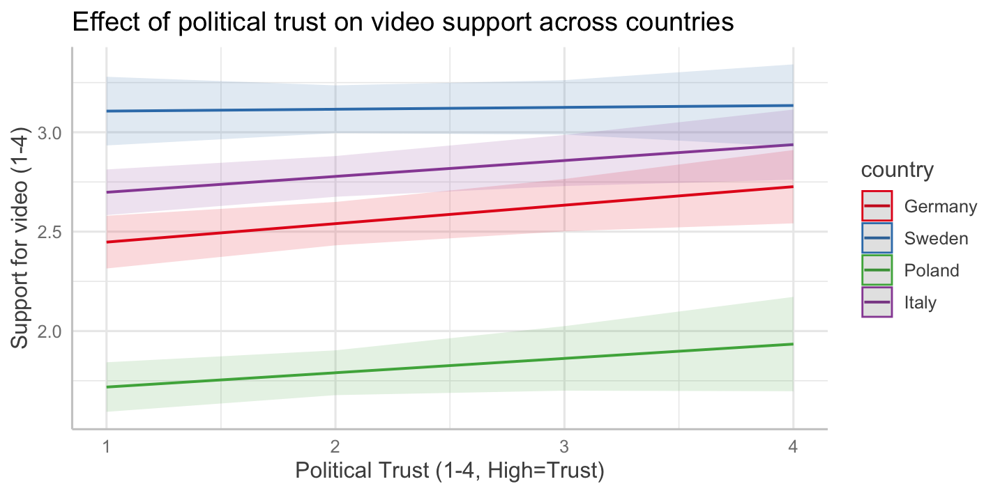 Effect of political trust on video support across countries
Support for video (1-4)
3.0
2.5
2.0
1
2
3
4
Political Trust (1-4, High=Trust)
country
Germany
Sweden
Poland
Italy